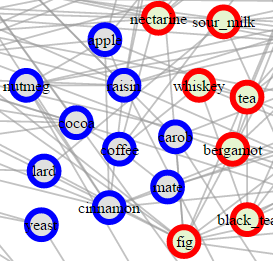 nectarine
sour_milk
apple
nutmeg
raisin
whiskey
tea
cocoa
coffee
carob
bergamot
lard
mate
cinnamon
black_tea
yeast
fig